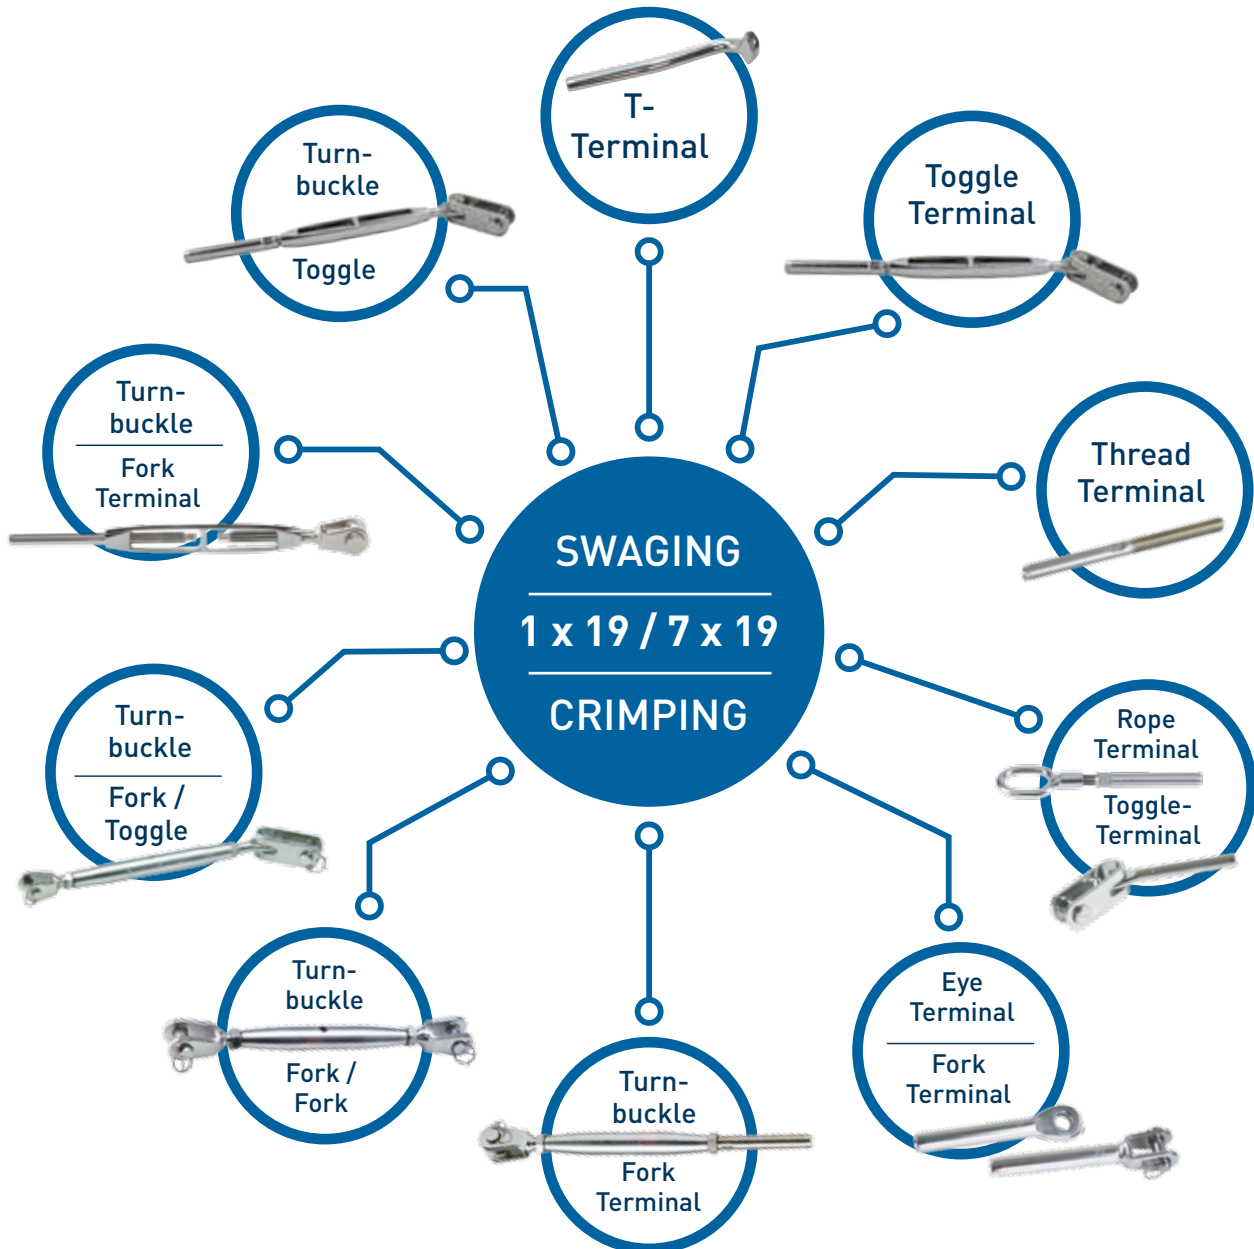 T-
Terminal
Toggle
Terminal
Thread
Terminal
Rope
Terminal
Toggle-
Terminal
Eye
Terminal
Fork
Terminal
Turn-
buckle
Fork
Terminal
Turn-
buckle
Fork /
Fork
Turn-
buckle
Fork /
Toggle
Turn-
buckle
Fork
Terminal
Turn-
buckle
Toggle
SWAGING
1 x 19 / 7 x 19
CRIMPING